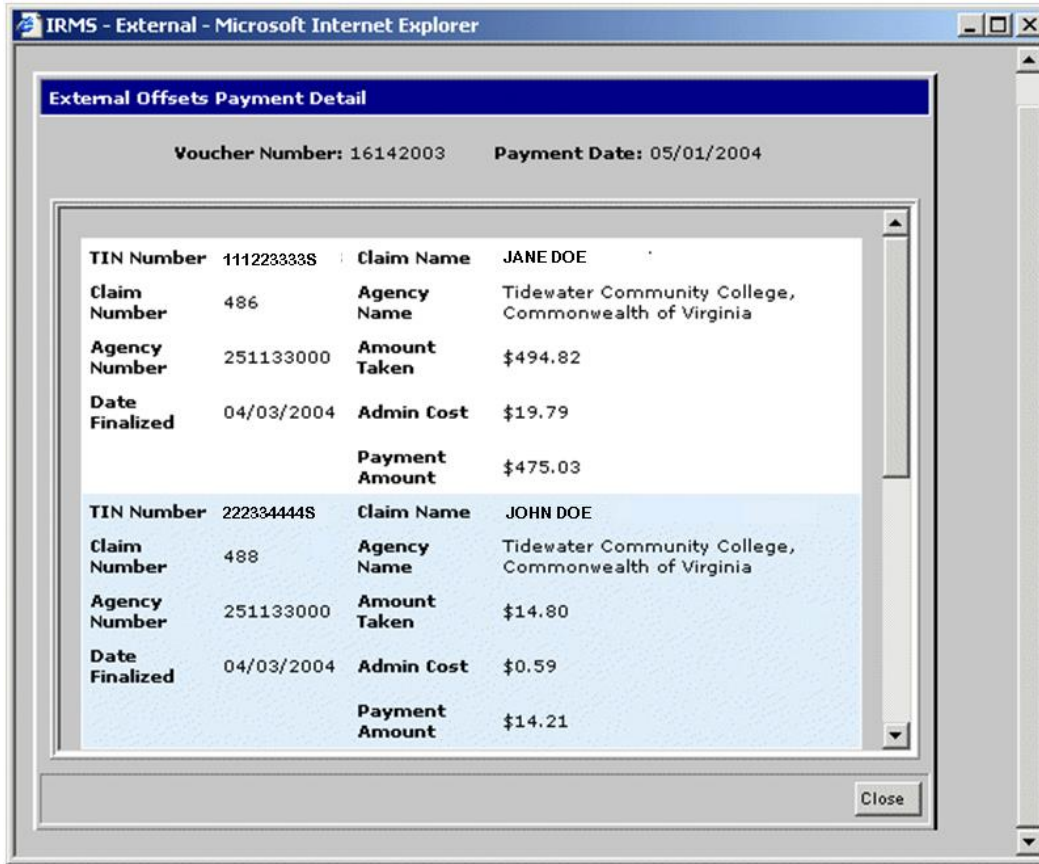 IRMS - External - Microsoft Internet Explorer
External Offsets Payment Detail
Voucher Number: 16142003 Payment Date: 05/01/2004
TIN Number 111223333S Claim Name JANE DOE
Claim Number 486 Agency Name Tidewater Community College, Commonwealth of Virginia
Agency Number 251133000 Amount Taken $494.82
Date Finalized 04/03/2004 Admin Cost $19.79
Payment Amount $475.03
TIN Number 222334444S Claim Name JOHN DOE
Claim Number 488 Agency Name Tidewater Community College, Commonwealth of Virginia
Agency Number 251133000 Amount Taken $14.80
Date Finalized 04/03/2004 Admin Cost $0.59
Payment Amount $14.21
Close